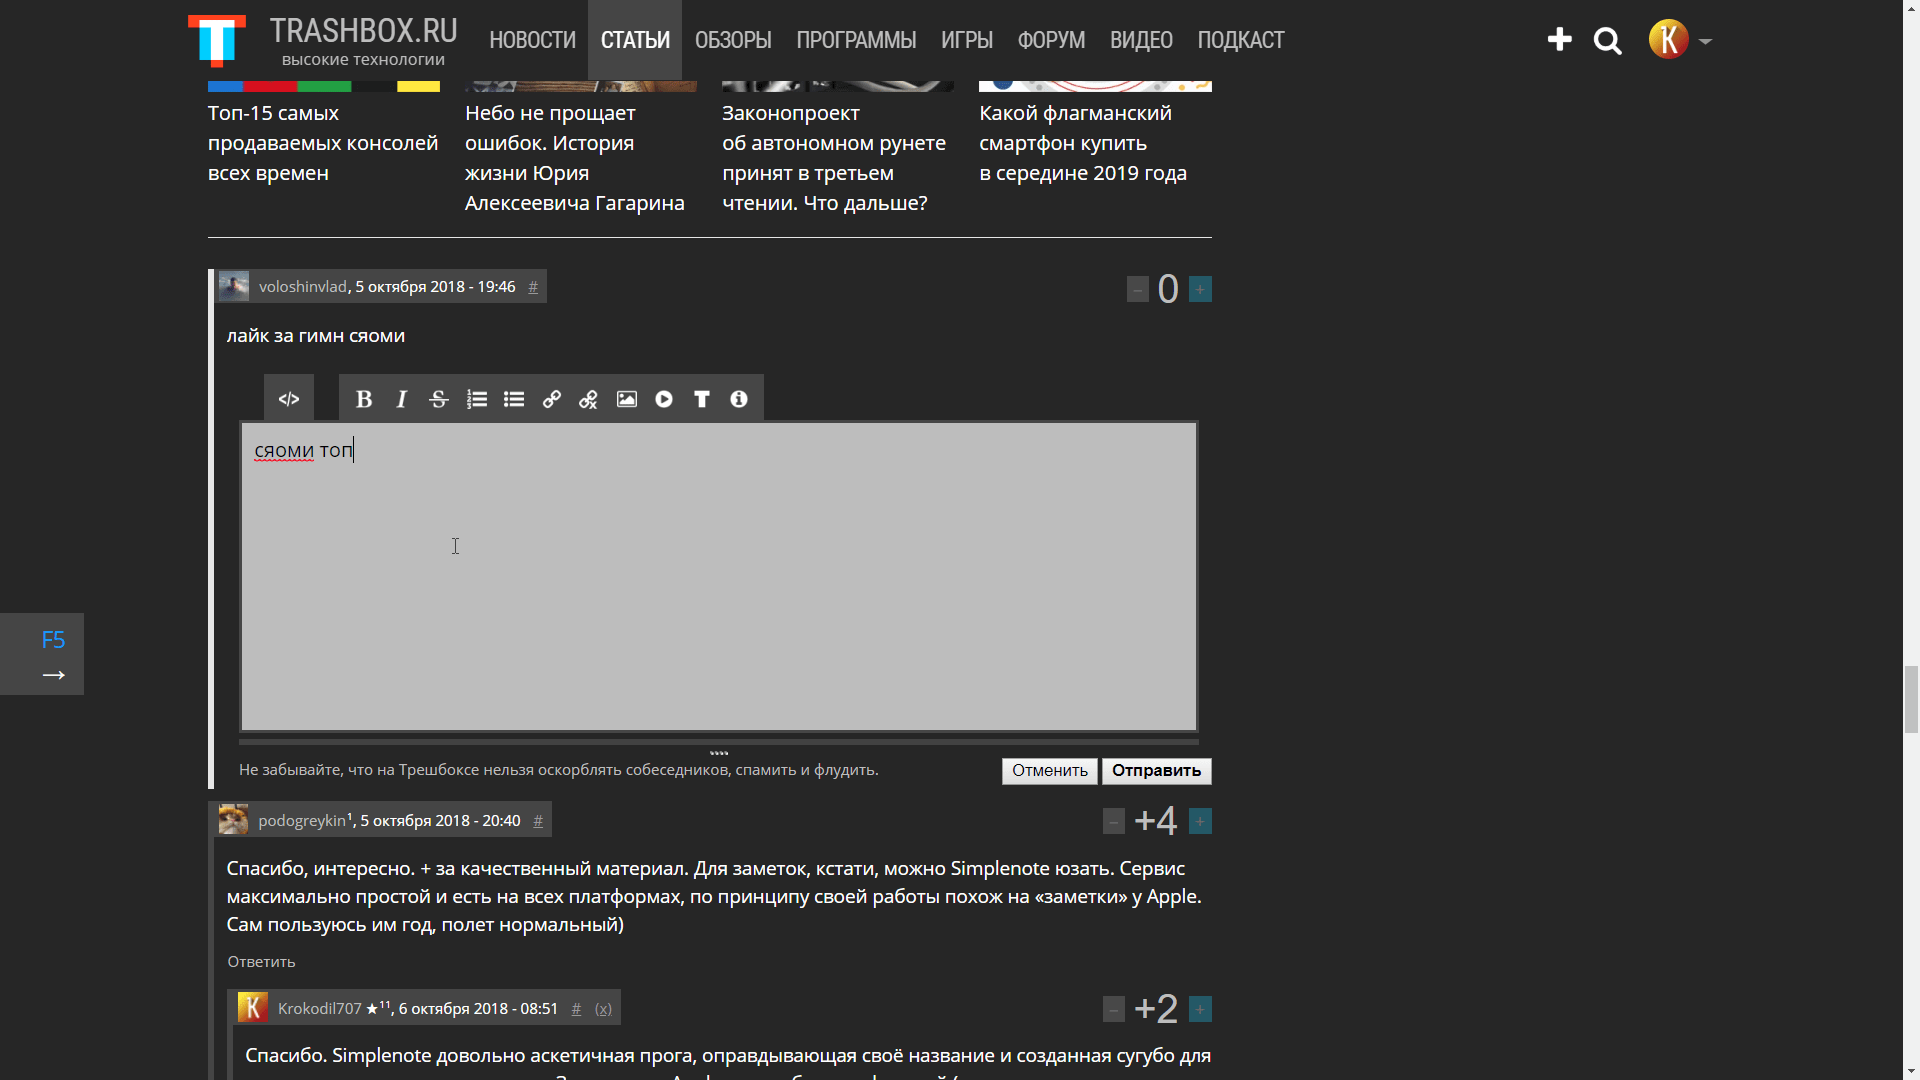 TRASHBOX.RU
высокие технологии
НОВОСТИ СТАТЬИ ОБЗОРЫ ПРОГРАММЫ ИГРЫ ФОРУМ ВИДЕО ПОДКАСТ
K
Топ-15 самых
продаваемых консолей
всех времен
Небо не прощает
ошибок. История
жизни Юрия
Алексеевича Гагарина
Законопроект
об автономном рунете
принят в третьем
чтении. Что дальше?
Какой флагманский
смартфон купить
в середине 2019 года
voloshinvlad, 5 октября 2018 - 19:46 #
– 0 +
лайк за гимн сяоми
</> B I S T
сяоми топ
F5
→
Не забывайте, что на Трешбоксе нельзя оскорблять собеседников, спамить и флудить.
Отменить Отправить
podogreykin¹, 5 октября 2018 - 20:40 #
– +4 +
Спасибо, интересно. + за качественный материал. Для заметок, кстати, можно Simplenote юзать. Сервис
максимально простой и есть на всех платформах, по принципу своей работы похож на «заметки» у Apple.
Сам пользуюсь им год, полет нормальный)
Ответить
K Krokodil707 ★¹¹, 6 октября 2018 - 08:51 # (x)
– +2 +
Спасибо. Simplenote довольно аскетичная прога, оправдывающая своё название и созданная сугубо для